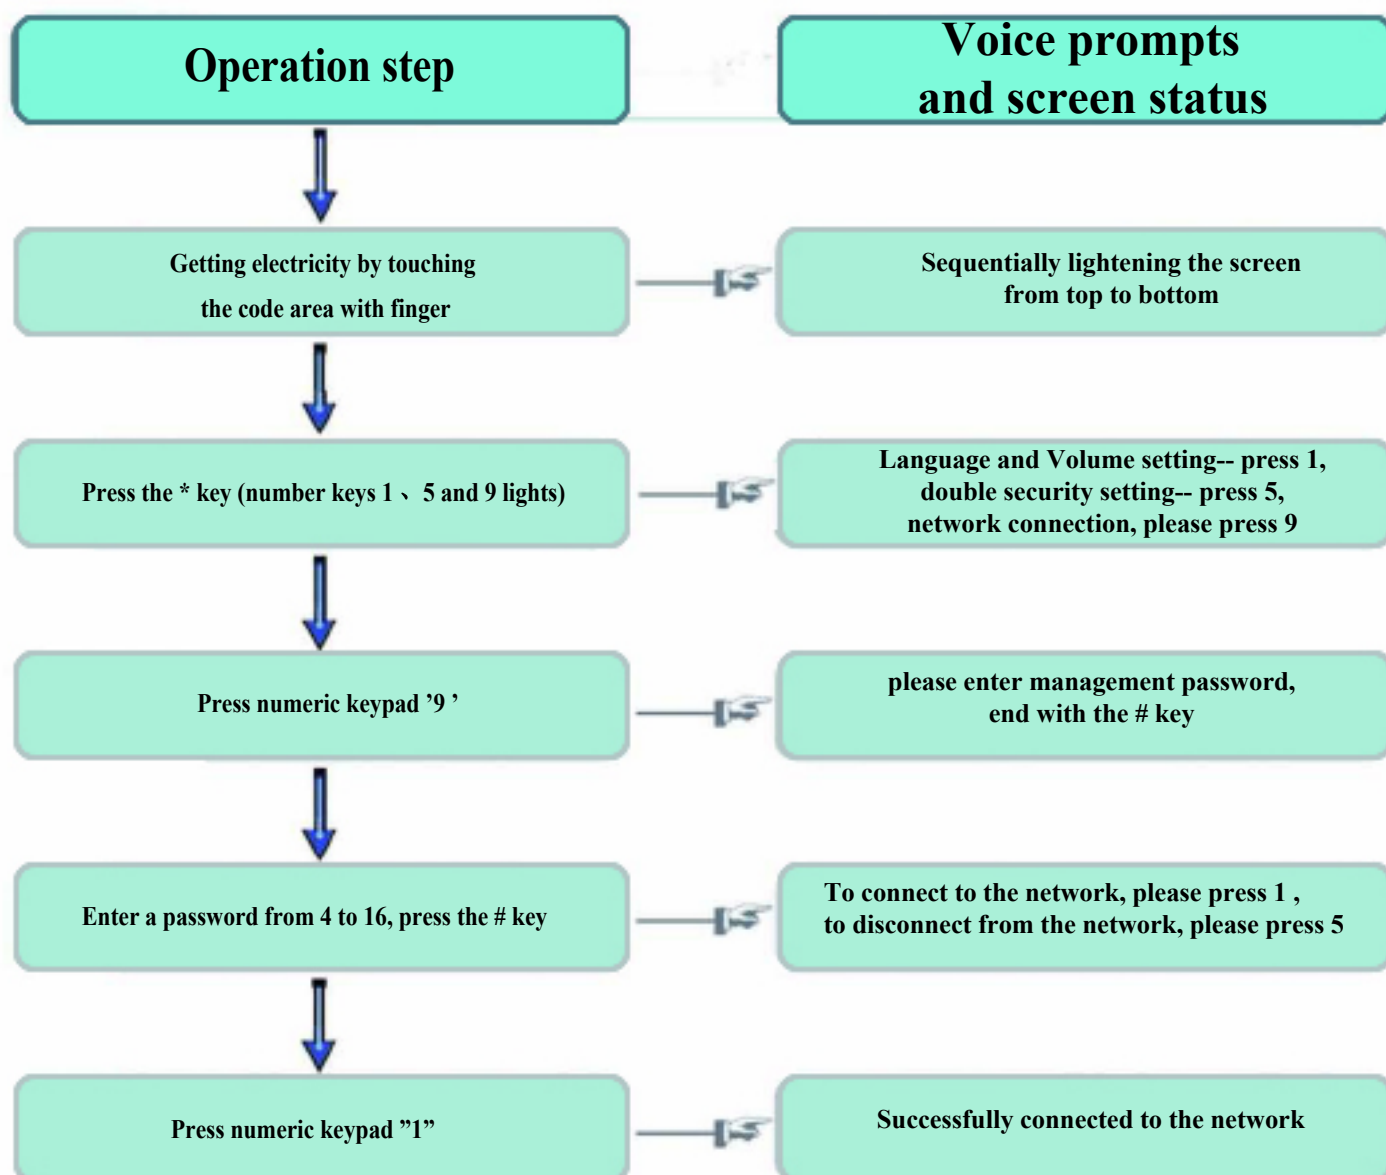 Operation step
Voice prompts
and screen status
Getting electricity by touching
the code area with finger
Sequentially lightening the screen
from top to bottom
Press the * key (number keys 1 、 5 and 9 lights)
Language and Volume setting-- press 1,
double security setting-- press 5,
network connection, please press 9
Press numeric keypad ’9 ’
please enter management password,
end with the # key
Enter a password from 4 to 16, press the # key
To connect to the network, please press 1 ,
to disconnect from the network, please press 5
Press numeric keypad ”1”
Successfully connected to the network